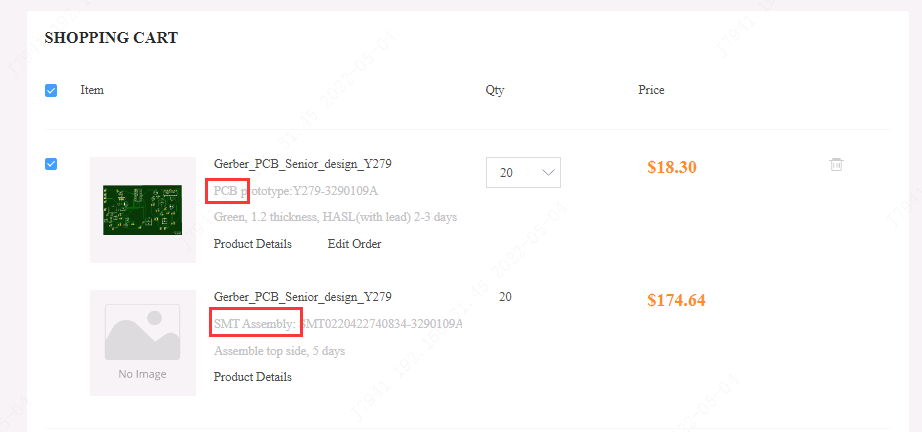 SHOPPING CART
Item Qty Price
Gerber_PCB_Senior_design_Y279 20 $18.30
PCB prototype:Y279-3290109A
Green, 1.2 thickness, HASL(with lead) 2-3 days
Product Details Edit Order
Gerber_PCB_Senior_design_Y279 20 $174.64
SMT Assembly: SMT0220422740834-3290109A
Assemble top side, 5 days
No Image
Product Details